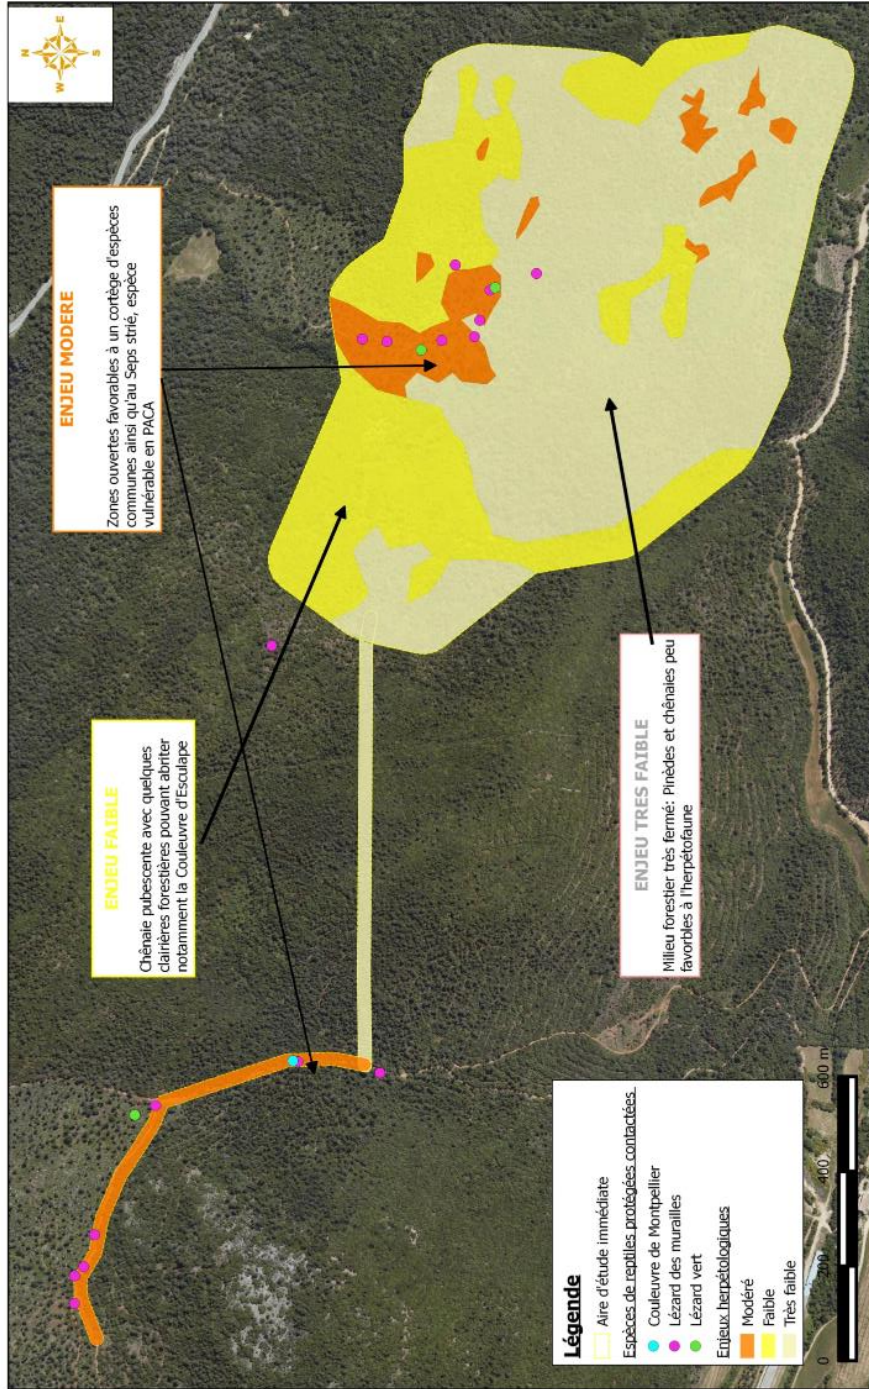 N
E
S
W
ENJEU MODERE
Zones ouvertes favorables à un cortège d'espèces
communes ainsi qu'au Seps strié, espèce
vulnérable en PACA
ENJEU FAIBLE
Chênaie pubescente avec quelques
clairières forestières pouvant abriter
notamment la Couleuvre d'Esculape
ENJEU TRES FAIBLE
Milieu forestier très fermé: Pinèdes et chênaies peu
favorbles à l'herpétofaune
Légende
Aire d'étude immédiate
Espèces de reptiles protégées contactées
Couleuvre de Montpellier
Lézard des murailles
Lézard vert
Enjeux herpétologiques
Modéré
Faible
Très faible
0 200 400 600 m